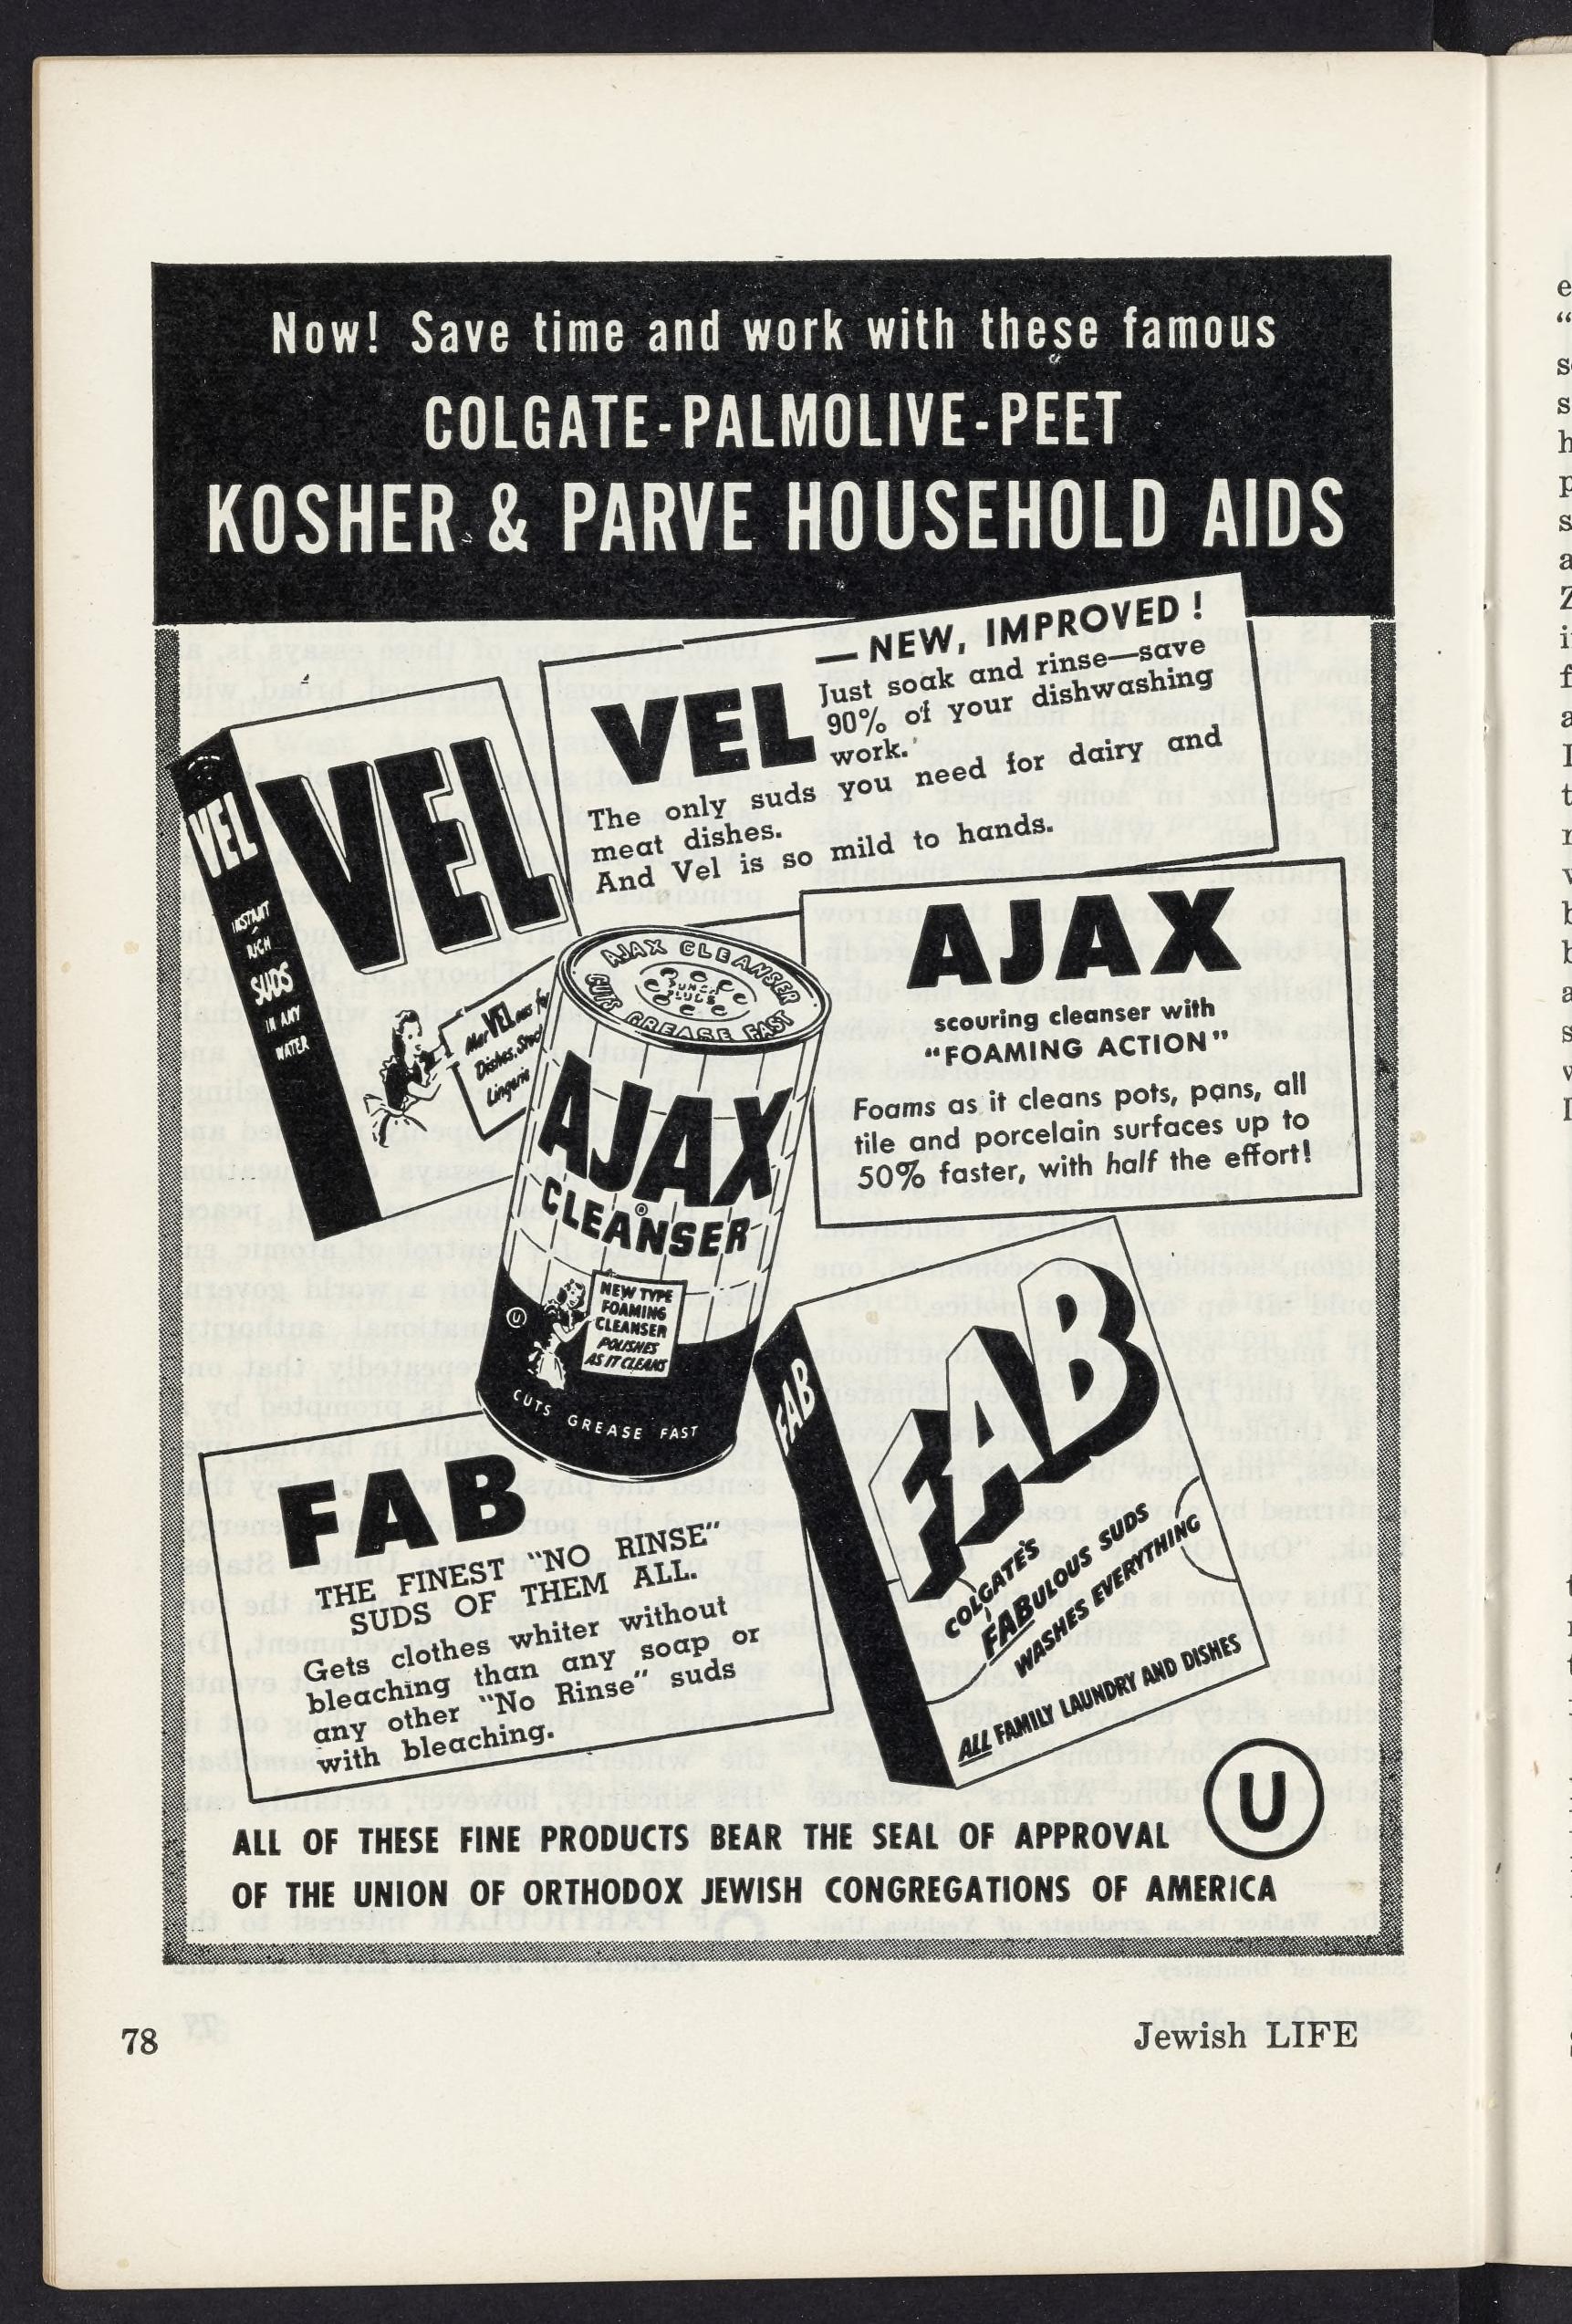 Now! Save time and work with these famous
COLGATE-PALMOLIVE-PEET
KOSHER & PARVE HOUSEHOLD AIDS
VEL
— NEW, IMPROVED!
Just soak and rinse—save
90% of your dishwashing
work.
The only suds you need for dairy and
meat dishes.
And Vel is so mild to hands.
VEL
INSTANT
RICH
SUDS
IN ANY
WATER
VEL
MarVELous for
Dishes, Stoc
Lingerie
AJAX CLEANSER
PUNCH
PLUGS
CUTS GREASE FAST
AJAX
CLEANSER
®
U
NEW TYPE
FOAMING
CLEANSER
POLISHES
AS IT CLEANS
CUTS GREASE FAST
AJAX
scouring cleanser with
"FOAMING ACTION"
Foams as it cleans pots, pans, all
tile and porcelain surfaces up to
50% faster, with half the effort!
FAB
THE FINEST "NO RINSE"
SUDS OF THEM ALL.
Gets clothes whiter without
bleaching than any soap or
any other "No Rinse" suds
with bleaching.
FAB
FAB
COLGATE'S
FABULOUS SUDS
WASHES EVERYTHING
ALL FAMILY LAUNDRY AND DISHES
U
ALL OF THESE FINE PRODUCTS BEAR THE SEAL OF APPROVAL
OF THE UNION OF ORTHODOX JEWISH CONGREGATIONS OF AMERICA
78
Jewish LIFE